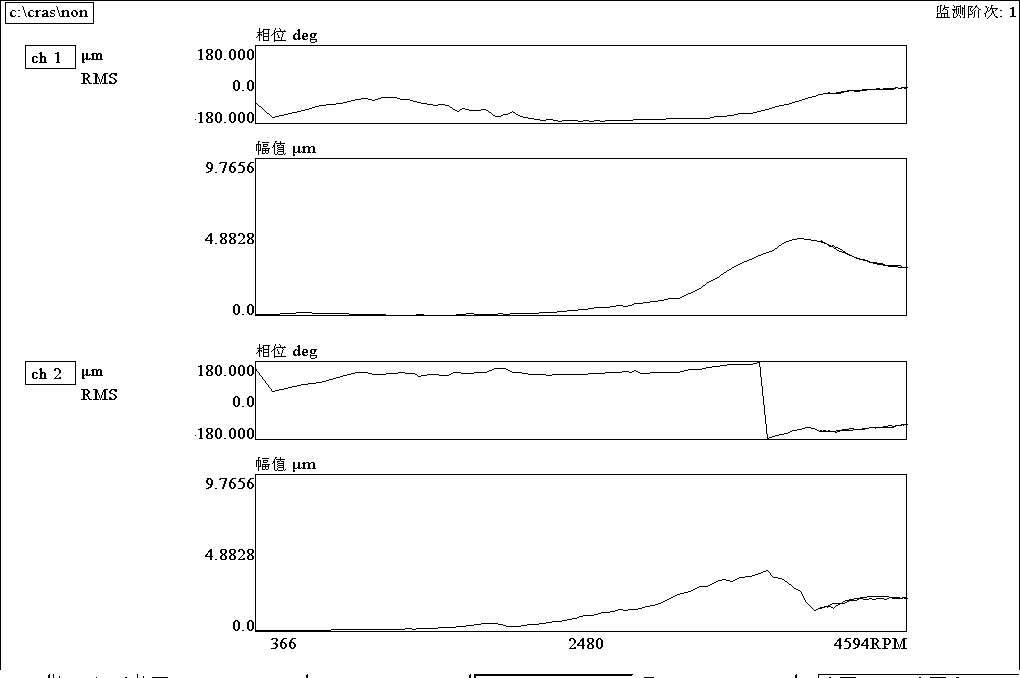 c:\cras\non
监测阶次: 1
相位 deg
ch 1 μm
RMS
180.000
0.0
-180.000
幅值 μm
9.7656
4.8828
0.0
相位 deg
ch 2 μm
RMS
180.000
0.0
-180.000
幅值 μm
9.7656
4.8828
0.0
366 2480 4594RPM